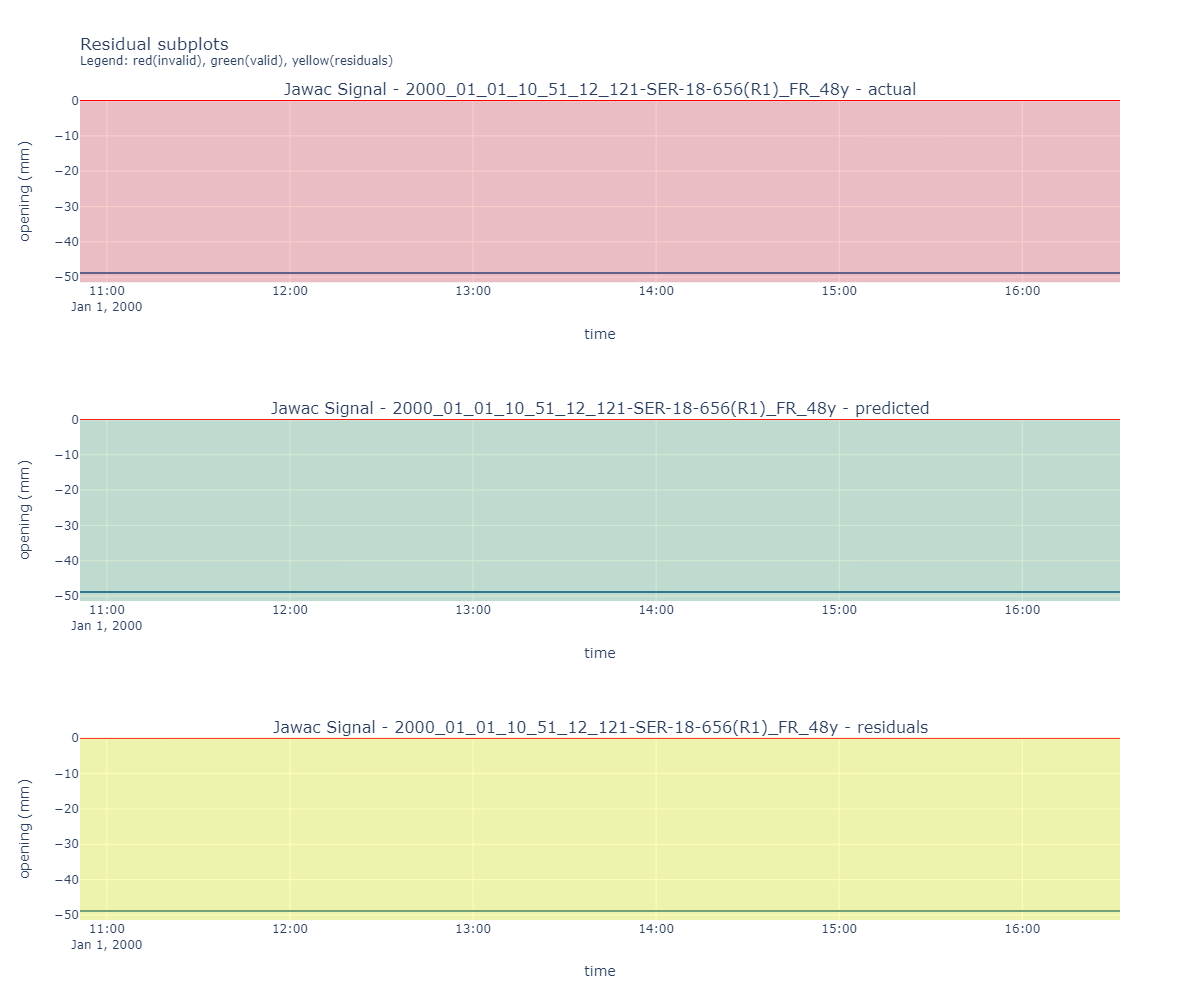 Residual subplots
Legend: red(invalid), green(valid), yellow(residuals)
Jawac Signal - 2000_01_01_10_51_12_121-SER-18-656(R1)_FR_48y - actual
0
−10
−20
−30
−40
−50
opening (mm)
11:00 12:00 13:00 14:00 15:00 16:00
Jan 1, 2000
time
Jawac Signal - 2000_01_01_10_51_12_121-SER-18-656(R1)_FR_48y - predicted
0
−10
−20
−30
−40
−50
opening (mm)
11:00 12:00 13:00 14:00 15:00 16:00
Jan 1, 2000
time
Jawac Signal - 2000_01_01_10_51_12_121-SER-18-656(R1)_FR_48y - residuals
0
−10
−20
−30
−40
−50
opening (mm)
11:00 12:00 13:00 14:00 15:00 16:00
Jan 1, 2000
time